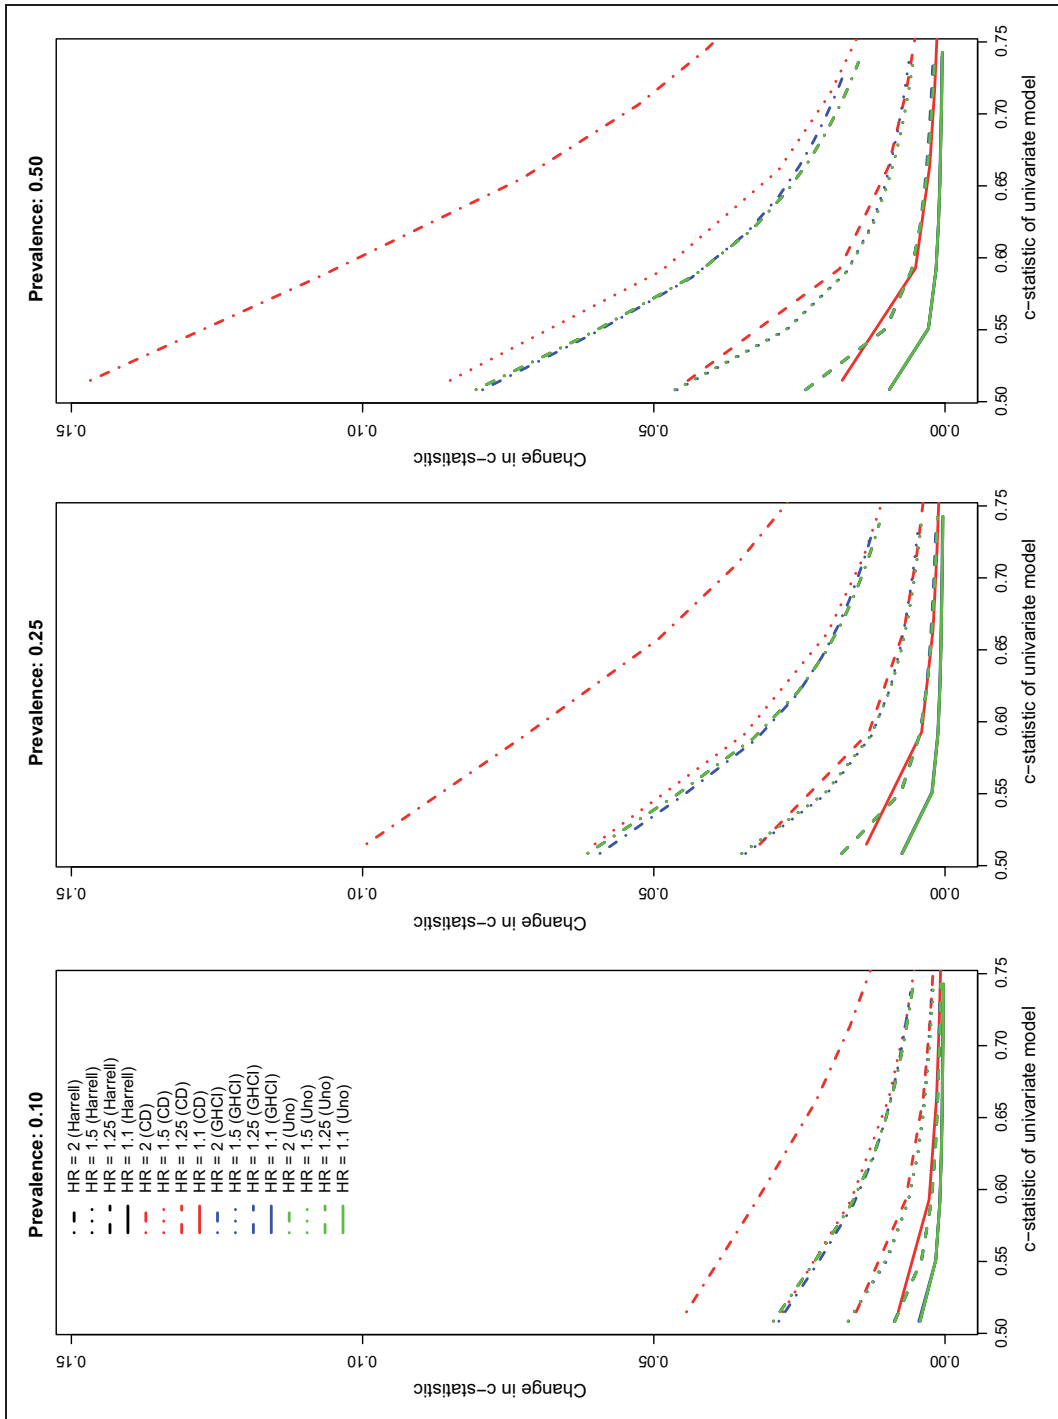 Prevalence: 0.10
HR = 2 (Harrell)
HR = 1.5 (Harrell)
HR = 1.25 (Harrell)
HR = 1.1 (Harrell)
HR = 2 (CD)
HR = 1.5 (CD)
HR = 1.25 (CD)
HR = 1.1 (CD)
HR = 2 (GHCI)
HR = 1.5 (GHCI)
HR = 1.25 (GHCI)
HR = 1.1 (GHCI)
HR = 2 (Uno)
HR = 1.5 (Uno)
HR = 1.25 (Uno)
HR = 1.1 (Uno)
0.15
0.10
0.05
0.00
Change in c−statistic
0.50 0.55 0.60 0.65 0.70 0.75
c−statistic of univariate model
Prevalence: 0.25
0.15
0.10
0.05
0.00
Change in c−statistic
0.50 0.55 0.60 0.65 0.70 0.75
c−statistic of univariate model
Prevalence: 0.50
0.15
0.10
0.05
0.00
Change in c−statistic
0.50 0.55 0.60 0.65 0.70 0.75
c−statistic of univariate model